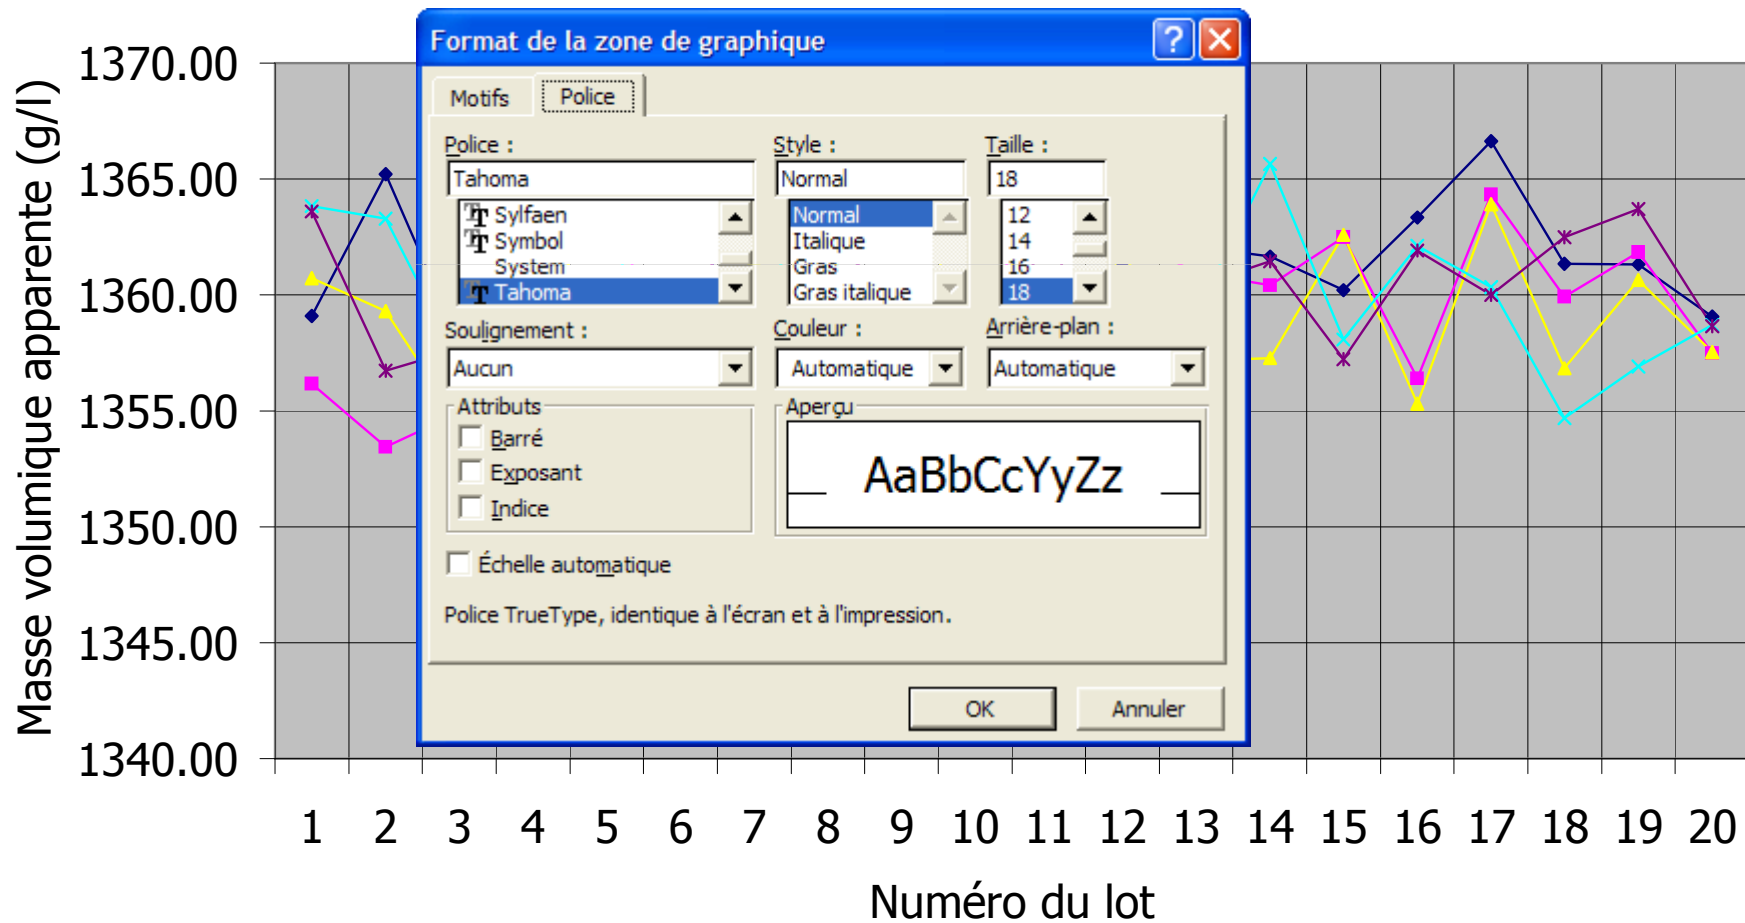 Format de la zone de graphique
Motifs Police
Police : Style : Taille :
Tahoma Normal 18
Sylfaen Normal 12
Symbol Italique 14
System Gras 16
Tahoma Gras italique 18
Soulignement : Couleur : Arrière-plan :
Aucun Automatique Automatique
Attributs Aperçu
Barré
Exposant
Indice
AaBbCcYyZz
Échelle automatique
Police TrueType, identique à l'écran et à l'impression.
OK Annuler
Masse volumique apparente (g/l)
1370.00
1365.00
1360.00
1355.00
1350.00
1345.00
1340.00
1 2 3 4 5 6 7 8 9 10 11 12 13 14 15 16 17 18 19 20
Numéro du lot